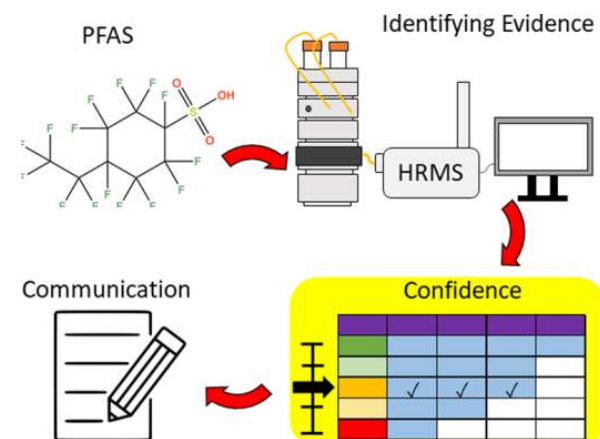 PFAS
Identifying Evidence
F F F F
O
S
OH
O
F
F
F
F
F
F
F
F
F
F
F
HRMS
Communication
Confidence
✓ ✓ ✓